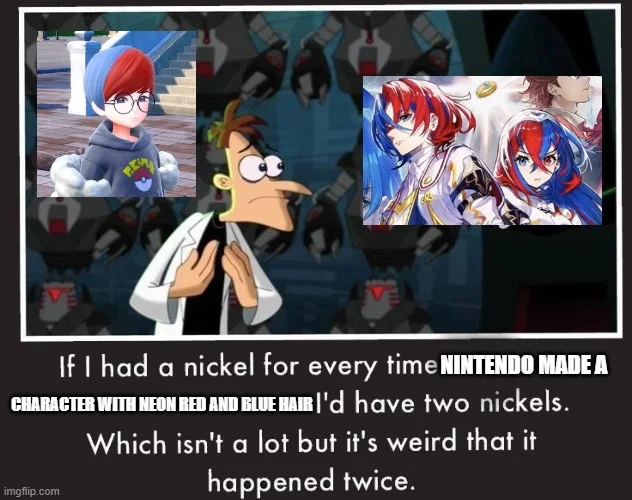 If I had a nickel for every time NINTENDO MADE A
CHARACTER WITH NEON RED AND BLUE HAIR I'd have two nickels.
Which isn't a lot but it's weird that it
happened twice.
imgflip.com